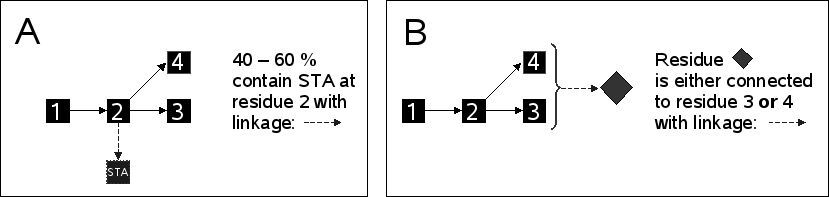 A
4
1 2 3
STA
40 – 60 %
contain STA at
residue 2 with
linkage:
B
4
1 2 3
Residue
is either connected
to residue 3 or 4
with linkage: